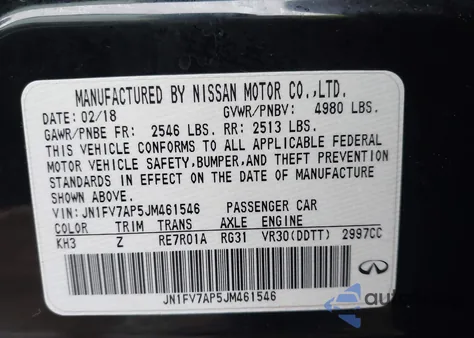 MANUFACTURED BY NISSAN MOTOR CO.,LTD.
DATE: 02/18 GVWR/PNBV: 4980 LBS.
GAWR/PNBE FR: 2546 LBS. RR: 2513 LBS.
THIS VEHICLE CONFORMS TO ALL APPLICABLE FEDERAL
MOTOR VEHICLE SAFETY, BUMPER, AND THEFT PREVENTION
STANDARDS IN EFFECT ON THE DATE OF MANUFACTURE
SHOWN ABOVE.
VIN: JN1FV7AP5JM461546 PASSENGER CAR
COLOR TRIM TRANS AXLE ENGINE
KH3 Z RE7R01A RG31 VR30(DDTT) 2997CC
JN1FV7AP5JM461546